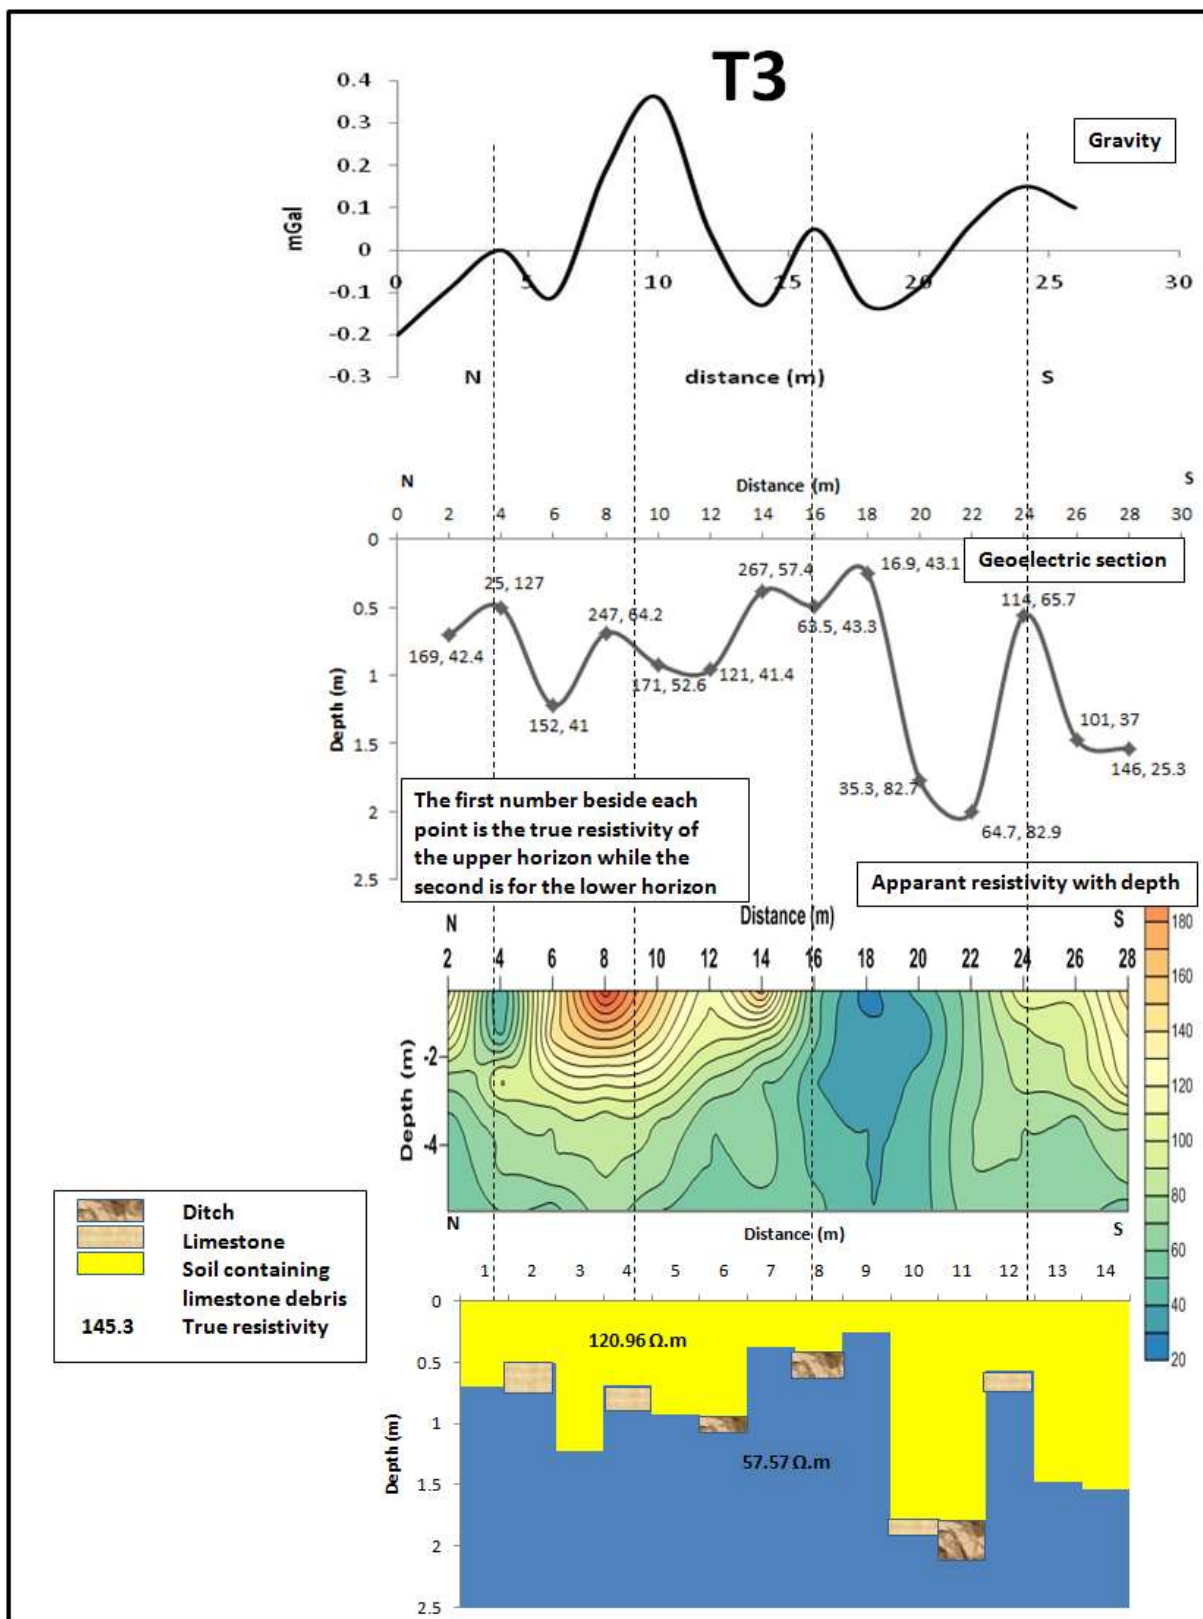 T3
0.4
0.3
Gravity
0.2
0.1
mGal
0
0 5 10 15 20 25 30
-0.1
-0.2
-0.3
N distance (m) S
N Distance (m) S
0 2 4 6 8 10 12 14 16 18 20 22 24 26 28 30
0
Geoelectric section
267, 57.4
16.9, 43.1
25, 127
0.5
247, 64.2
63.5, 43.3
114, 65.7
169, 42.4
171, 52.6
121, 41.4
1
152, 41
101, 37
Depth (m)
1.5
146, 25.3
35.3, 82.7
2
64.7, 82.9
2.5
The first number beside each
point is the true resistivity of
the upper horizon while the
second is for the lower horizon
Apparant resistivity with depth
N Distance (m) S
2 4 6 8 10 12 14 16 18 20 22 24 26 28
Depth (m)
-2
-4
180
160
140
120
100
80
60
40
20
N Distance (m) S
1 2 3 4 5 6 7 8 9 10 11 12 13 14
Ditch
Limestone
Soil containing
limestone debris
145.3 True resistivity
0
120.96 Ω.m
0.5
1
Depth (m)
57.57 Ω.m
1.5
2
2.5